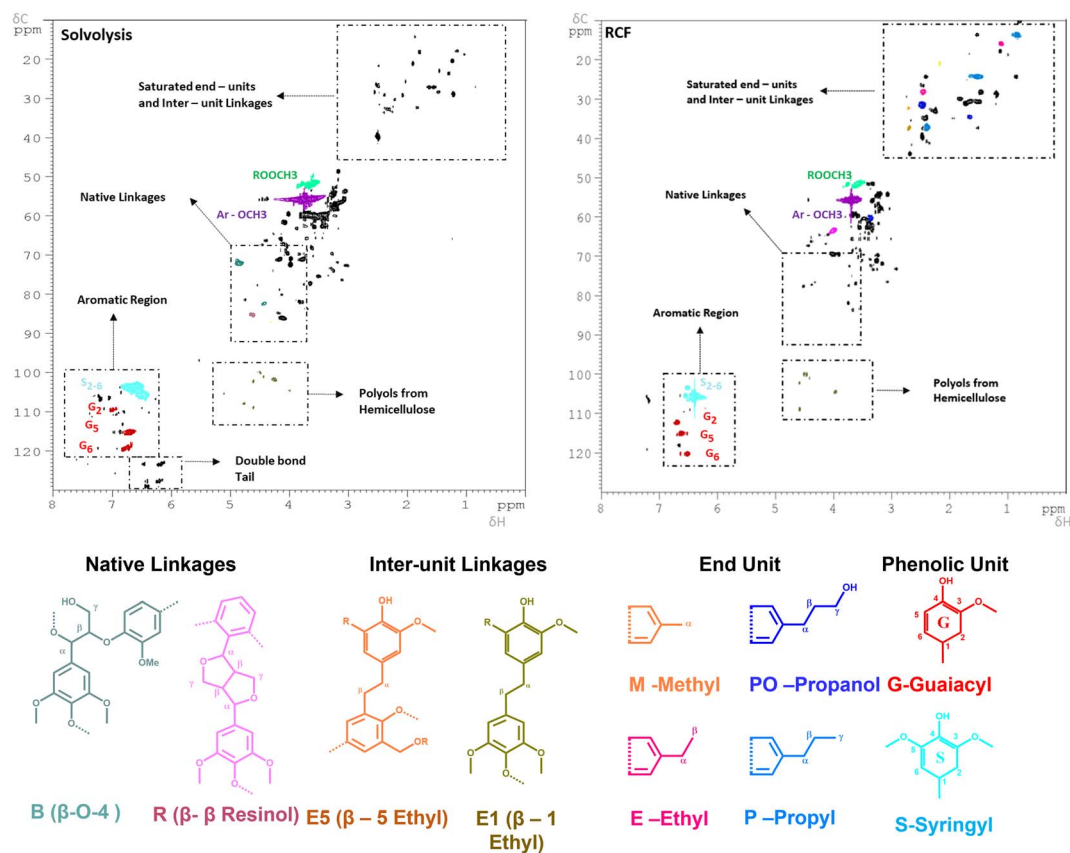 δC
ppm
Solvolysis
20
30
40
50
60
70
80
90
100
110
120
8
7
6
5
4
3
2
1
ppm
δH
Saturated end – units
and Inter – unit Linkages
ROOCH3
Native Linkages
Ar - OCH3
Aromatic Region
S2-6
G2
G5
G6
Polyols from
Hemicellulose
Double bond
Tail
δC
ppm
RCF
10
20
30
40
50
60
70
80
90
100
110
120
8
7
6
5
4
3
2
1
ppm
δH
Saturated end – units
and Inter – unit Linkages
ROOCH3
Native Linkages
Ar - OCH3
Aromatic Region
S2-6
G2
G5
G6
Polyols from
Hemicellulose
Native Linkages
HO
γ
β
O
O
α
OMe
O
O
O
α
O
β
γ
γ
β
O
α
O
O
O
B (β-O-4 )
R (β- β Resinol)
Inter-unit Linkages
OH
R
O
β
α
O
OR
OH
R
O
β
α
O
O
O
E5 (β – 5 Ethyl)
E1 (β – 1
Ethyl)
End Unit
α
M -Methyl
OH
β
γ
α
PO –Propanol
β
α
E –Ethyl
β
γ
α
P –Propyl
Phenolic Unit
OH
4
3
O
5
G
2
6
1
G-Guaiacyl
OH
O
4
3
O
5
S
6
2
1
S-Syringyl